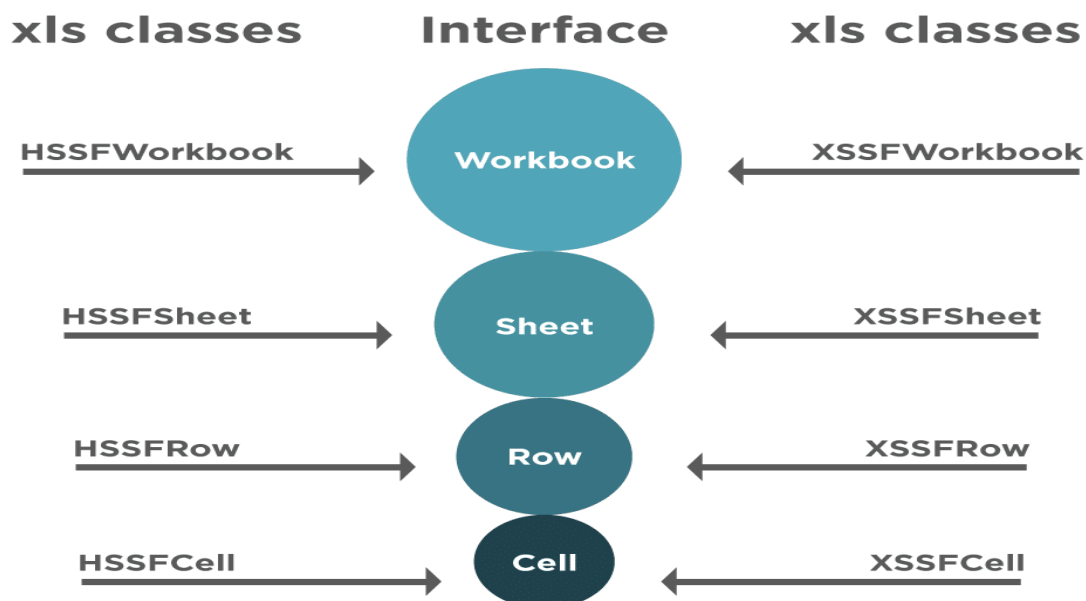 xls classes Interface xls classes
HSSFWorkbook Workbook XSSFWorkbook
HSSFSheet Sheet XSSFSheet
HSSFRow Row XSSFRow
HSSFCell Cell XSSFCell